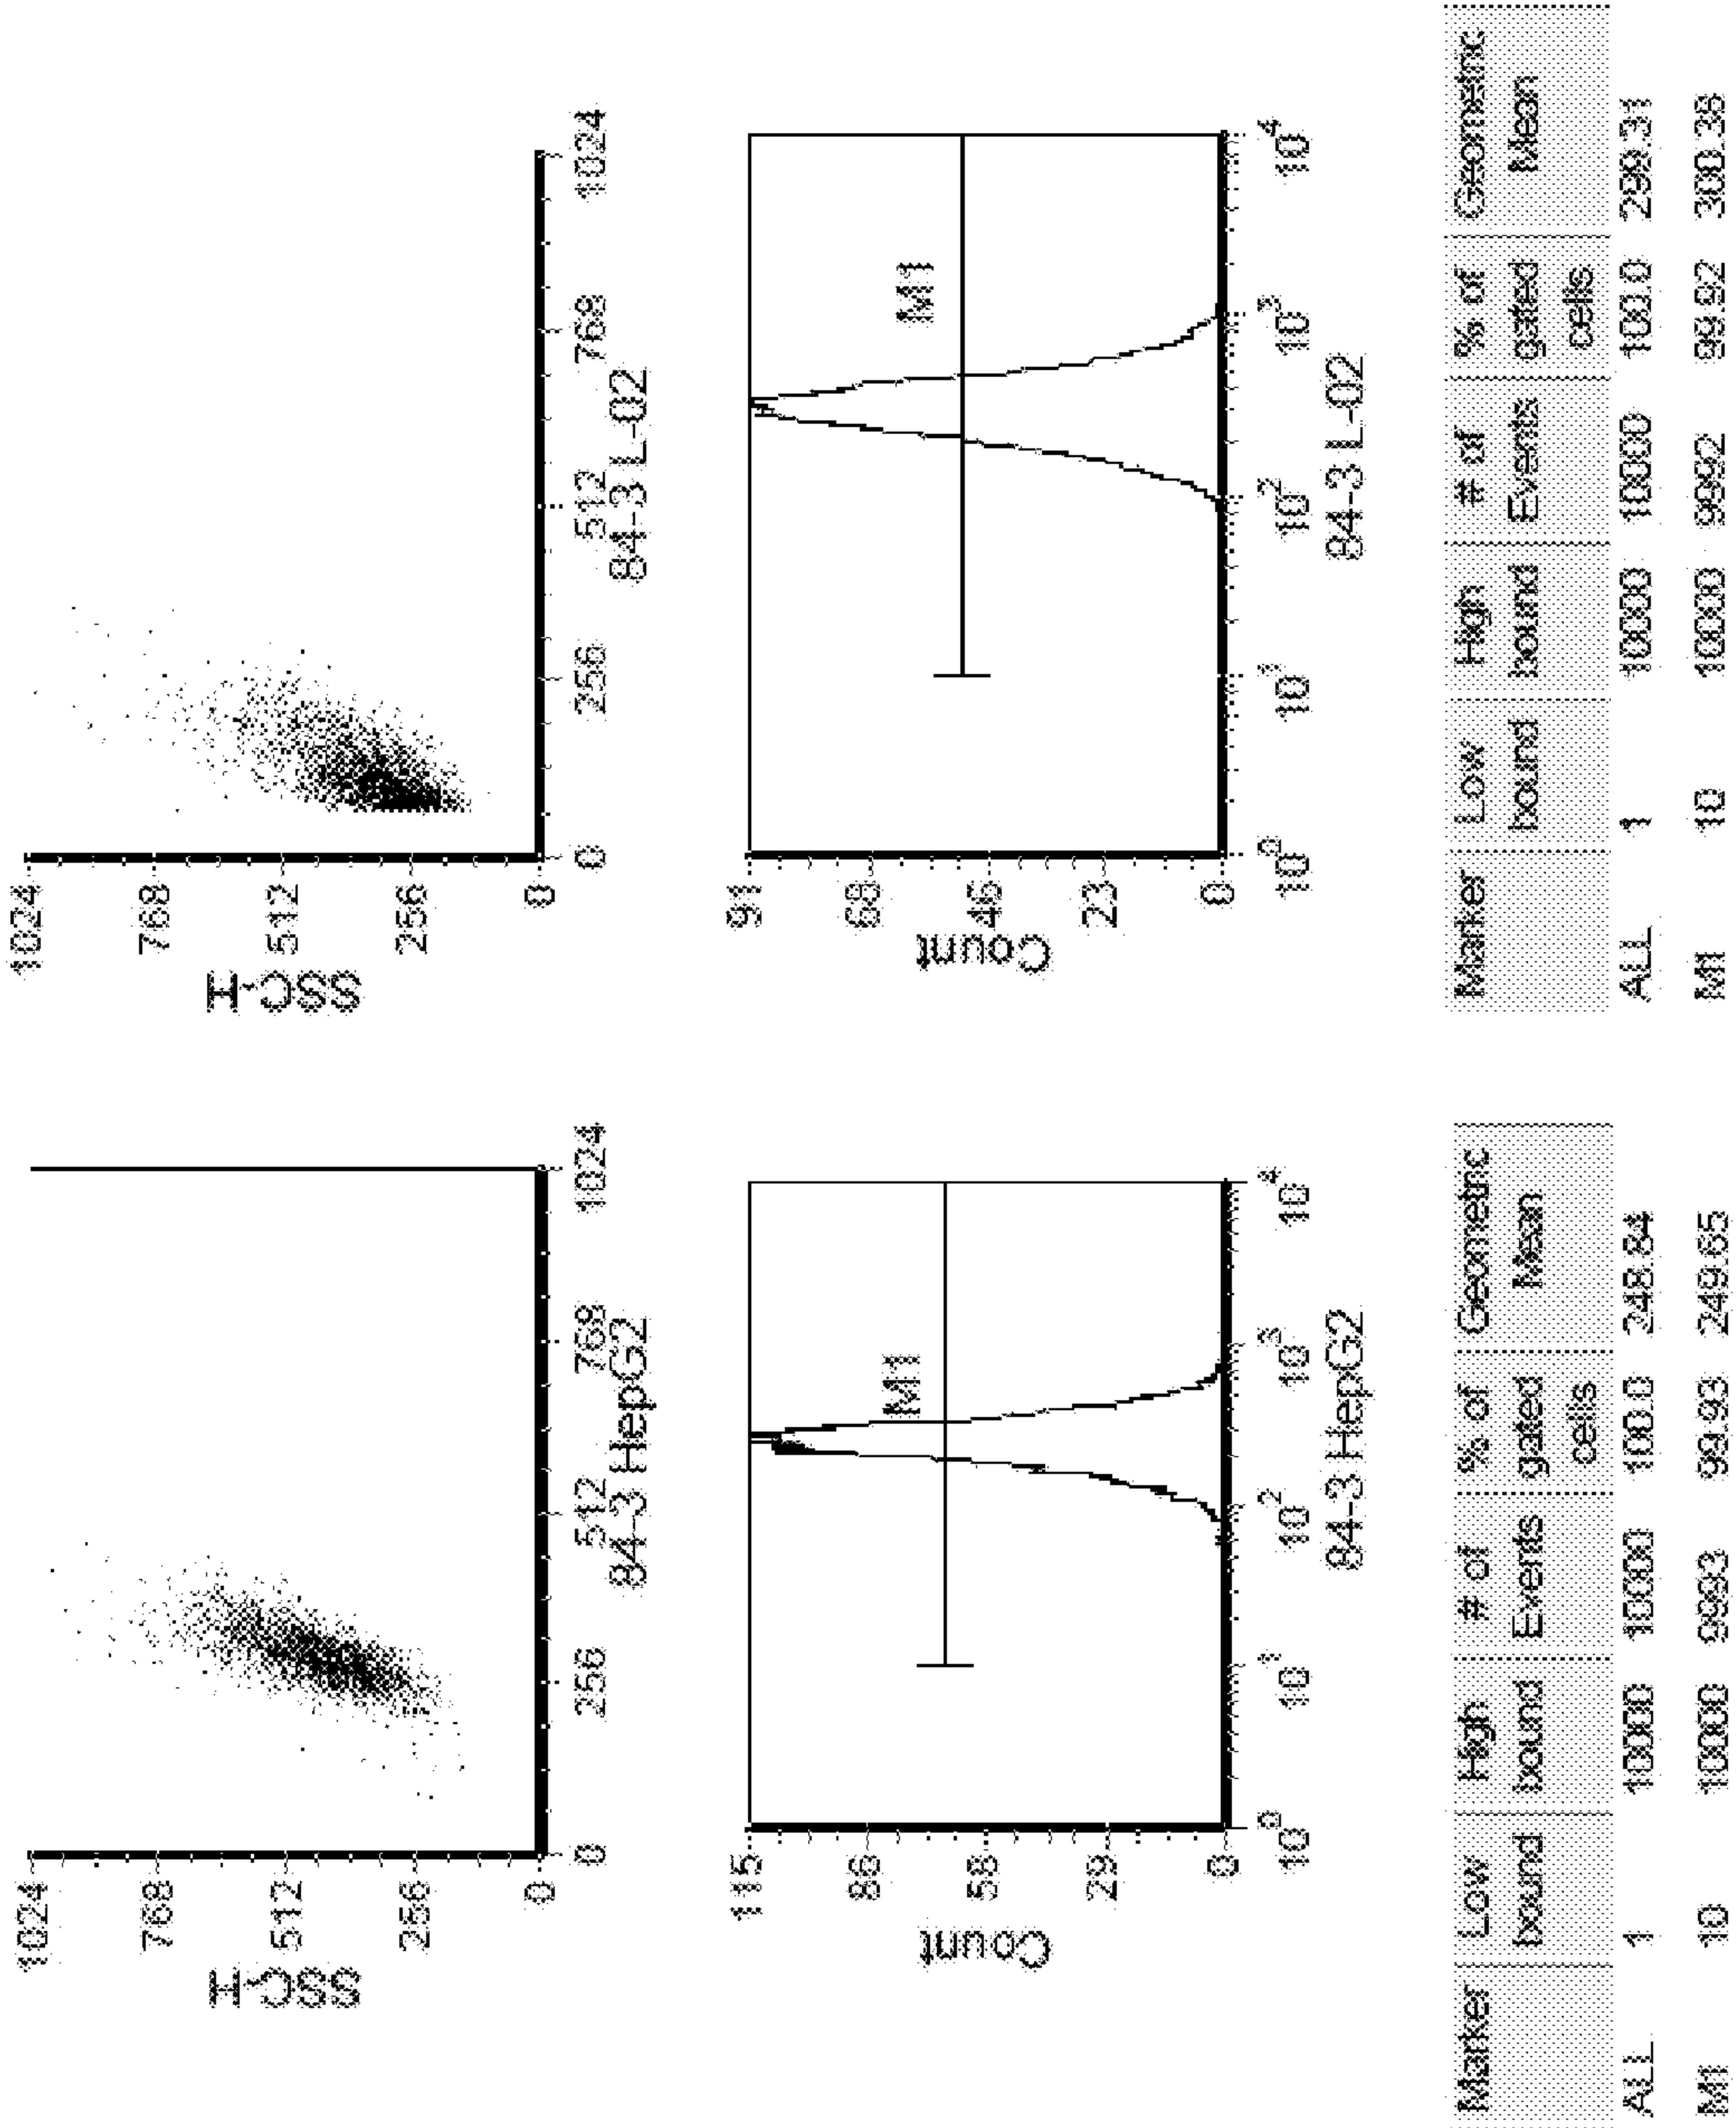 1024
768
512
256
0
SSC-H
0 256 512 768 1024
84-3 HepG2
115
86
58
29
0
Count
M1
10^0 10^1 10^2 10^3 10^4
84-3 HepG2
Marker Low High # of % of Geometric
bound bound Events gated Mean
cells
ALL 1 10000 10000 100.0 248.84
M1 10 10000 9993 99.93 249.65
1024
768
512
256
0
SSC-H
0 256 512 768 1024
84-3 L-02
91
68
46
23
0
Count
M1
10^0 10^1 10^2 10^3 10^4
84-3 L-02
Marker Low High # of % of Geometric
bound bound Events gated Mean
cells
ALL 1 10000 10000 100.0 299.31
M1 10 10000 9992 99.92 300.38